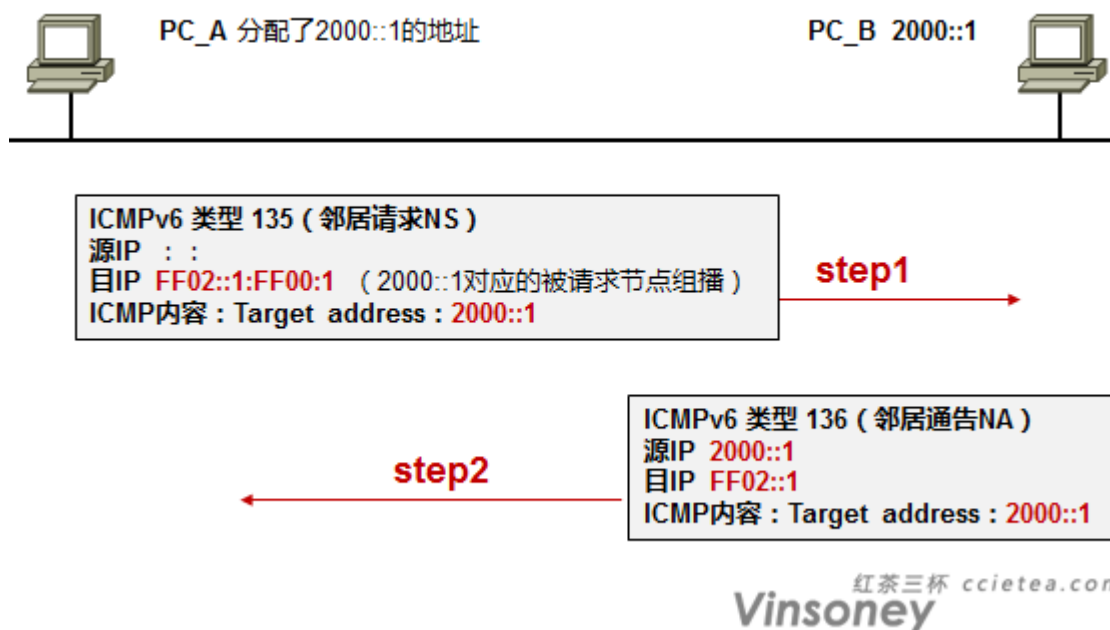 PC_A 分配了2000::1的地址
PC_B 2000::1
ICMPv6 类型 135（邻居请求NS）
源IP ：：
目IP FF02::1:FF00:1 （2000::1对应的被请求节点组播）
ICMP内容：Target address：2000::1
step1
ICMPv6 类型 136（邻居通告NA）
源IP 2000::1
目IP FF02::1
ICMP内容：Target address：2000::1
step2
红茶三杯 ccietea.com
Vinsoney